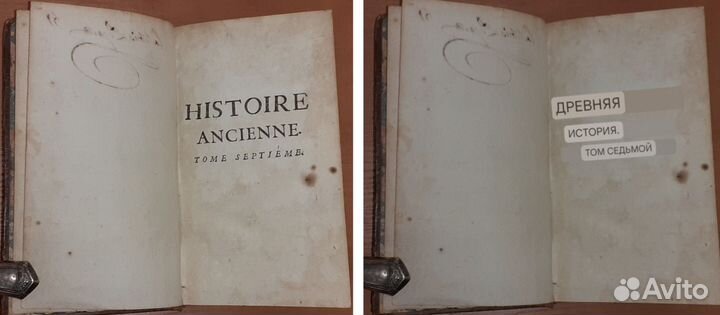 HISTOIRE
ANCIENNE.
TOME SEPTIÉME.
ДРЕВНЯЯ
ИСТОРИЯ.
ТОМ СЕДЬМОЙ
Avito